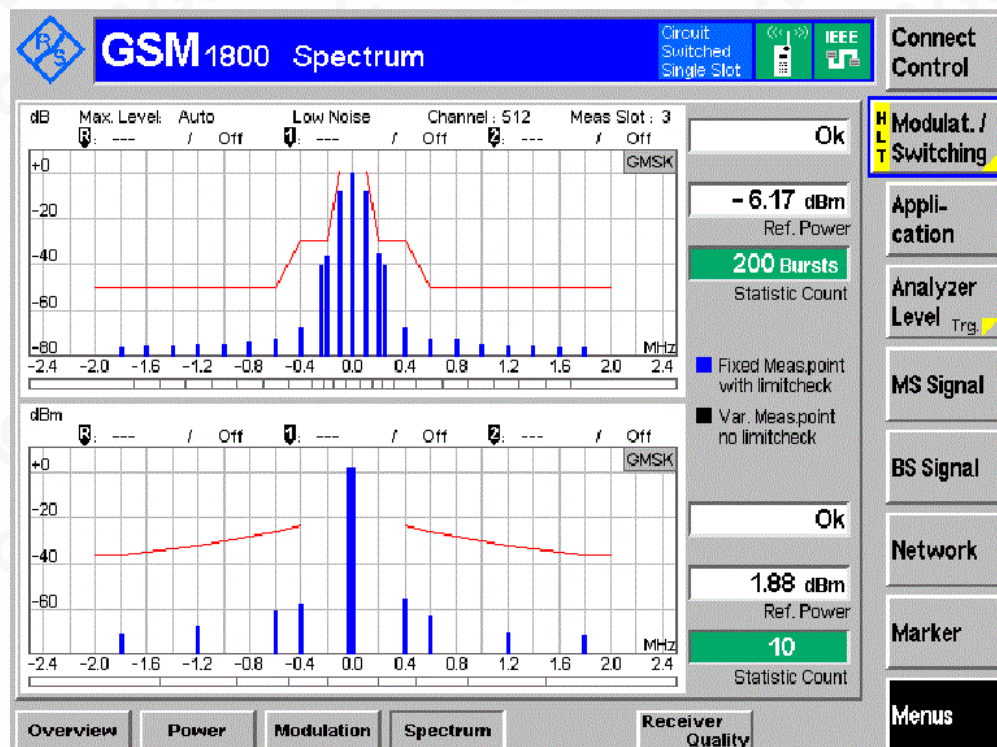 R/S
GSM 1800 Spectrum
Circuit
Switched
Single Slot
IEEE
Connect
Control
dB Max. Level: Auto Low Noise Channel : 512 Meas Slot : 3
R: --- / Off 1: --- / Off 2: --- / Off
GMSK
+0
-20
-40
-60
-80
MHz
-2.4 -2.0 -1.6 -1.2 -0.8 -0.4 0.0 0.4 0.8 1.2 1.6 2.0 2.4
Ok
- 6.17 dBm
Ref. Power
200 Bursts
Statistic Count
Fixed Meas.point
with limitcheck
Var. Meas.point
no limitcheck
dBm
R: --- / Off 1: --- / Off 2: --- / Off
GMSK
+0
-20
-40
-60
MHz
-2.4 -2.0 -1.6 -1.2 -0.8 -0.4 0.0 0.4 0.8 1.2 1.6 2.0 2.4
Ok
1.88 dBm
Ref. Power
10
Statistic Count
HLT
Modulat. /
Switching
Appli-
cation
Analyzer
Level Trg.
MS Signal
BS Signal
Network
Marker
Menus
Overview
Power
Modulation
Spectrum
Receiver
Quality